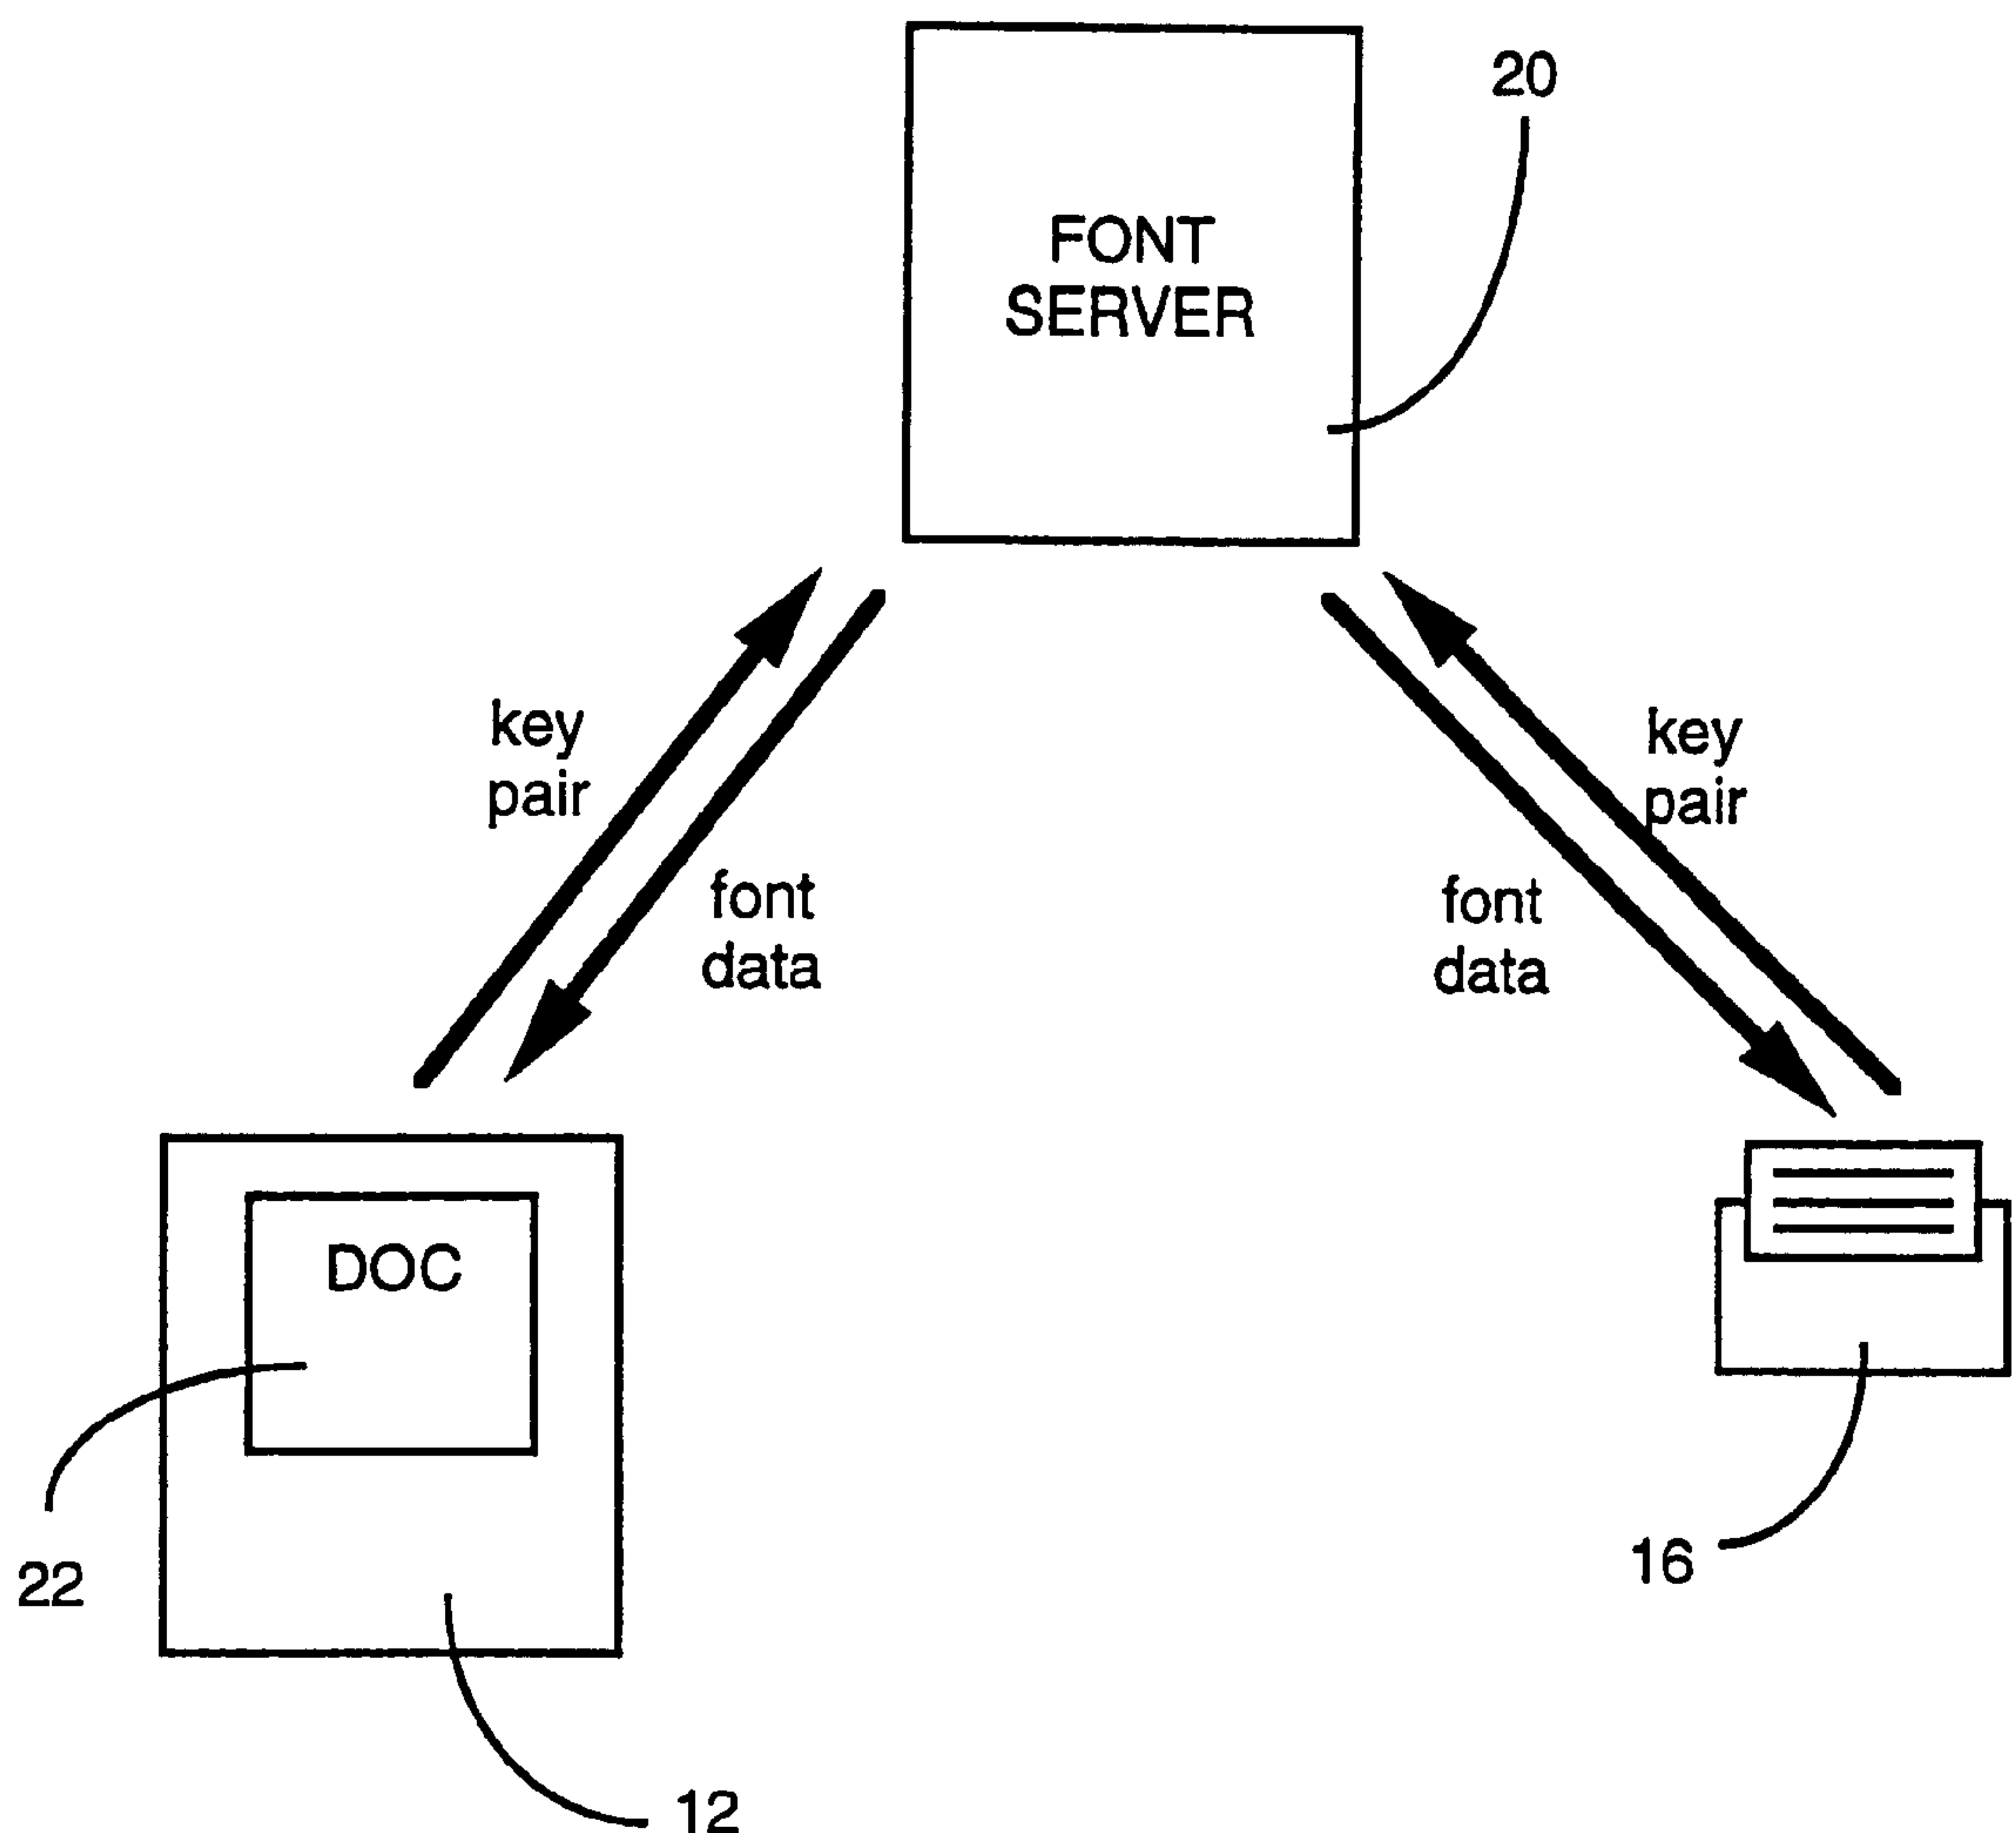 20
FONT
SERVER
key
pair
font
data
key
pair
font
data
DOC
22
12
16